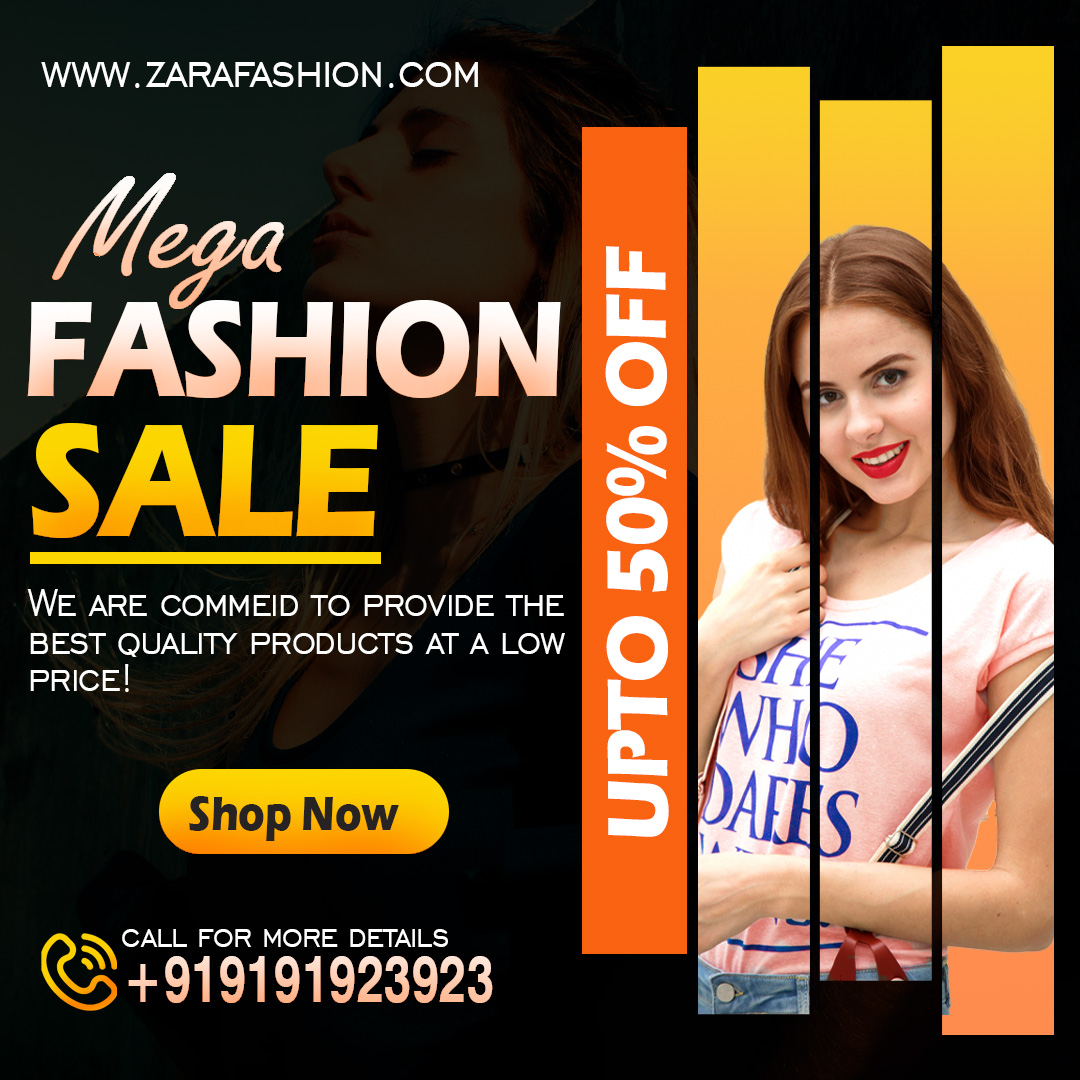 WWW.ZARAFASHION.COM
Mega
FASHION
SALE
WE ARE COMMEID TO PROVIDE THE
BEST QUALITY PRODUCTS AT A LOW
PRICE!
Shop Now
CALL FOR MORE DETAILS
+919191923923
UPTO 50% OFF
SHE
WHO